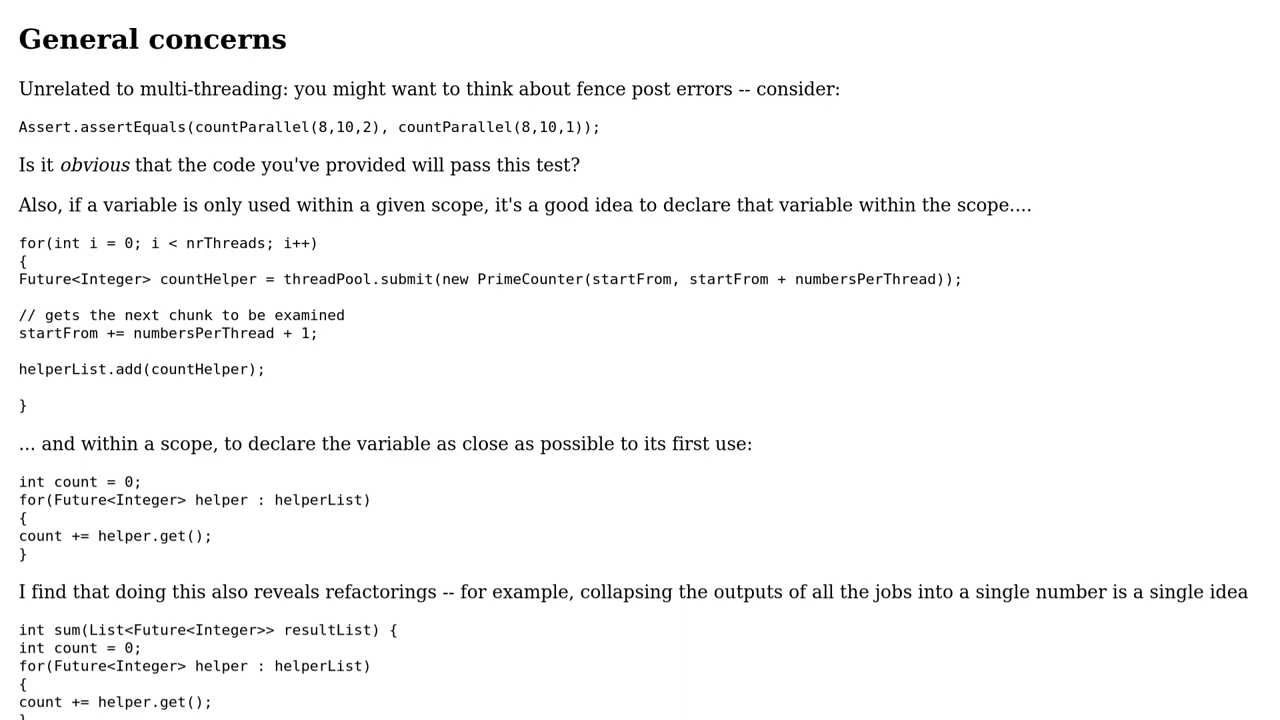 General concerns
Unrelated to multi-threading: you might want to think about fence post errors -- consider:
Assert.assertEquals(countParallel(8,10,2), countParallel(8,10,1));
Is it obvious that the code you've provided will pass this test?
Also, if a variable is only used within a given scope, it's a good idea to declare that variable within the scope....
for(int i = 0; i < nrThreads; i++)
{
Future<Integer> countHelper = threadPool.submit(new PrimeCounter(startFrom, startFrom + numbersPerThread));
// gets the next chunk to be examined
startFrom += numbersPerThread + 1;
helperList.add(countHelper);
}
... and within a scope, to declare the variable as close as possible to its first use:
int count = 0;
for(Future<Integer> helper : helperList)
{
count += helper.get();
}
I find that doing this also reveals refactorings -- for example, collapsing the outputs of all the jobs into a single number is a single idea
int sum(List<Future<Integer>> resultList) {
int count = 0;
for(Future<Integer> helper : helperList)
{
count += helper.get();
}